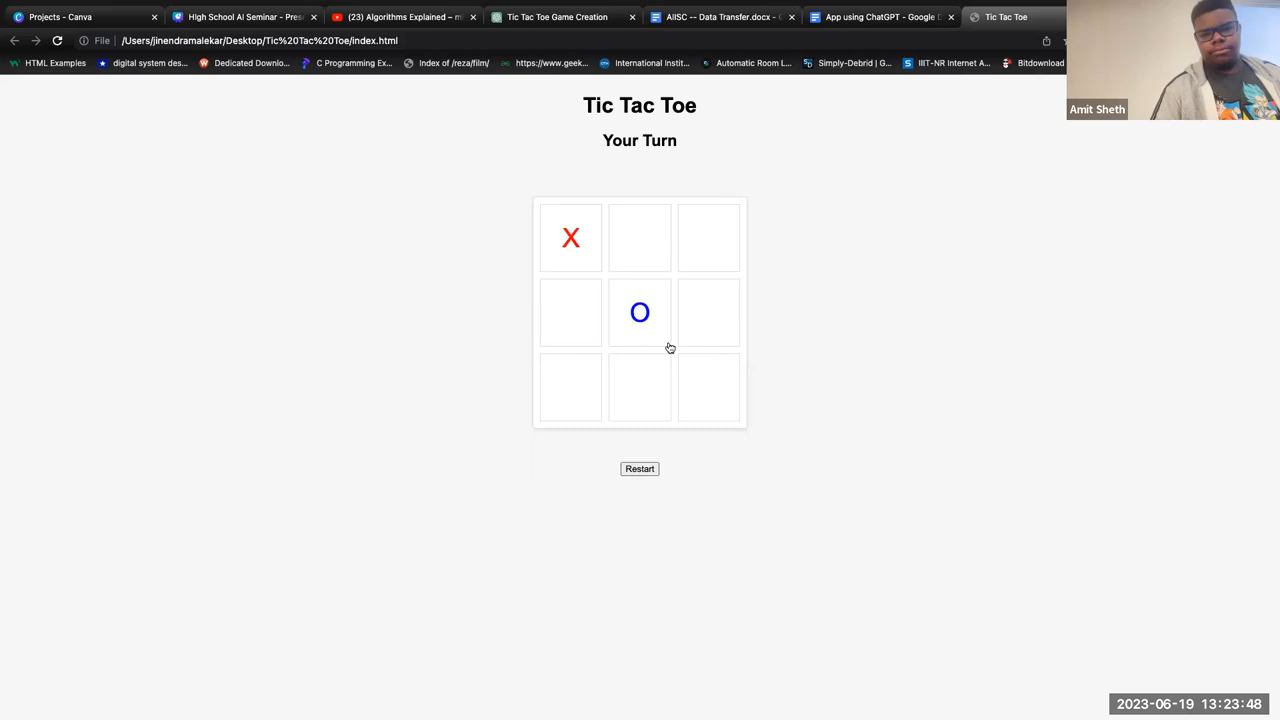 Projects - Canva
High School AI Seminar - Pres
(23) Algorithms Explained – m
Tic Tac Toe Game Creation
AIISC -- Data Transfer.docx - G
App using ChatGPT - Google D
Tic Tac Toe
File /Users/jinendramalekar/Desktop/Tic%20Tac%20Toe/index.html
HTML Examples
digital system des...
Dedicated Downlo...
C Programming Ex...
Index of /reza/film/
https://www.geek...
International Instit...
Automatic Room L...
Simply-Debrid | G...
IIIT-NR Internet A...
Bitdownload
Amit Sheth
Tic Tac Toe
Your Turn
X
O
Restart
2023-06-19 13:23:48